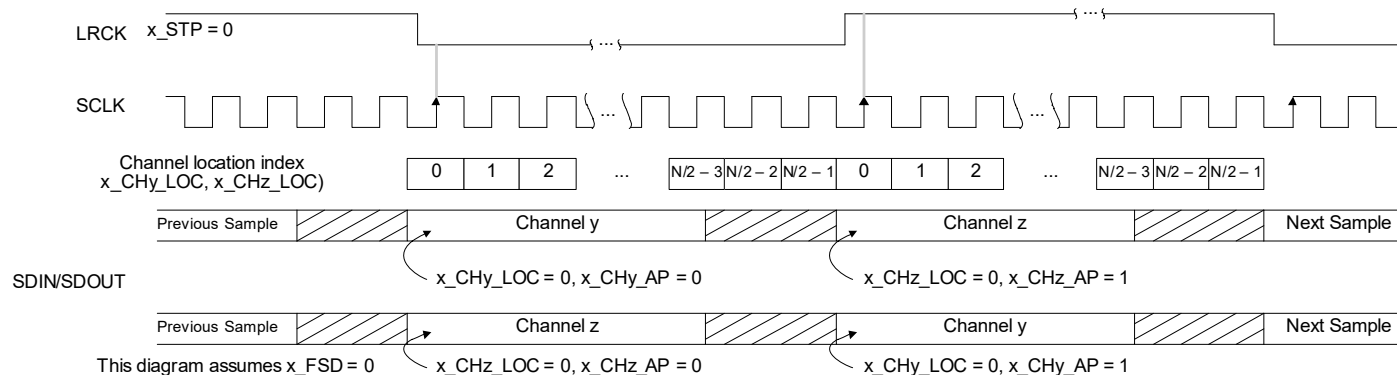 LRCK x_STP = 0
...
...
SCLK
...
...
Channel location index
x_CHy_LOC, x_CHz_LOC)
0 1 2 ... N/2 – 3 N/2 – 2 N/2 – 1 0 1 2 ... N/2 – 3 N/2 – 2 N/2 – 1
Previous Sample Channel y Channel z Next Sample
x_CHy_LOC = 0, x_CHy_AP = 0 x_CHz_LOC = 0, x_CHz_AP = 1
SDIN/SDOUT
Previous Sample Channel z Channel y Next Sample
This diagram assumes x_FSD = 0 x_CHz_LOC = 0, x_CHz_AP = 0 x_CHy_LOC = 0, x_CHy_AP = 1